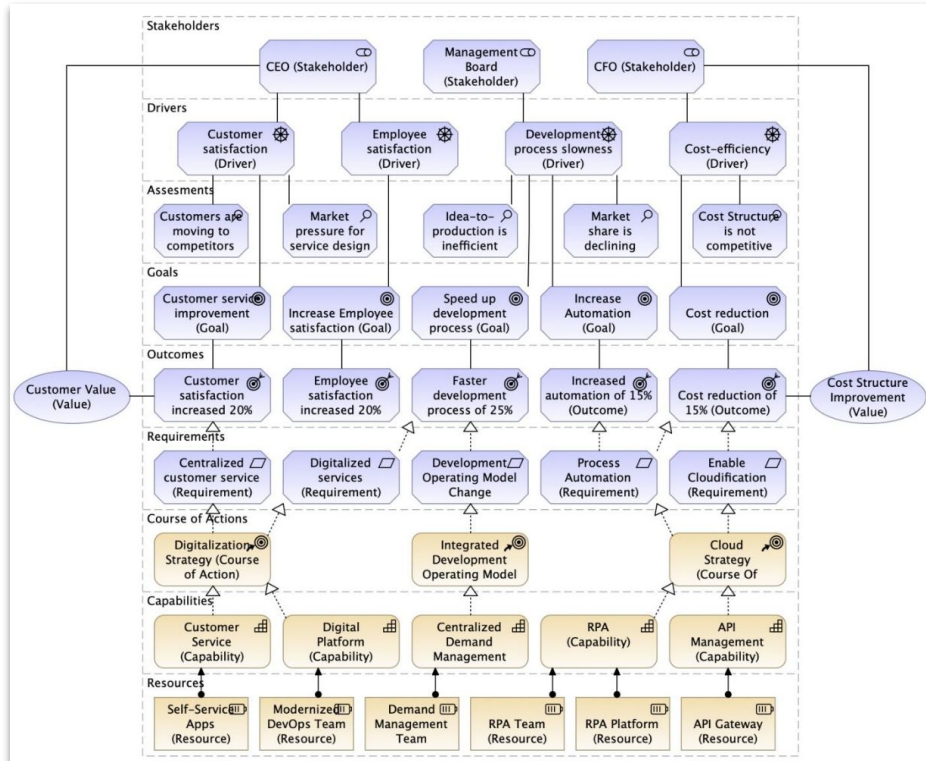 Stakeholders
CEO (Stakeholder)
Management
Board
(Stakeholder)
CFO (Stakeholder)
Drivers
Customer
satisfaction
(Driver)
Employee
satisfaction
(Driver)
Development
process slowness
(Driver)
Cost-efficiency
(Driver)
Assesments
Customers are
moving to
competitors
Market
pressure for
service design
Idea-to-
production is
inefficient
Market
share is
declining
Cost Structure
is not
competitive
Goals
Customer service
improvement
(Goal)
Increase Employee
satisfaction (Goal)
Speed up
development
process (Goal)
Increase
Automation
(Goal)
Cost reduction
(Goal)
Outcomes
Customer Value
(Value)
Customer
satisfaction
increased 20%
Employee
satisfaction
increased 20%
Faster
development
process of 25%
Increased
automation of 15%
(Outcome)
Cost reduction of
15% (Outcome)
Cost Structure
Improvement
(Value)
Requirements
Centralized
customer service
(Requirement)
Digitalized
services
(Requirement)
Development
Operating Model
Change
Process
Automation
(Requirement)
Enable
Cloudification
(Requirement)
Course of Actions
Digitalization
Strategy (Course
of Action)
Integrated
Development
Operating Model
Cloud
Strategy
(Course Of
Capabilities
Customer
Service
(Capability)
Digital
Platform
(Capability)
Centralized
Demand
Management
RPA
(Capability)
API
Management
(Capability)
Resources
Self-Service
Apps
(Resource)
Modernized
DevOps Team
(Resource)
Demand
Management
Team
RPA Team
(Resource)
RPA Platform
(Resource)
API Gateway
(Resource)